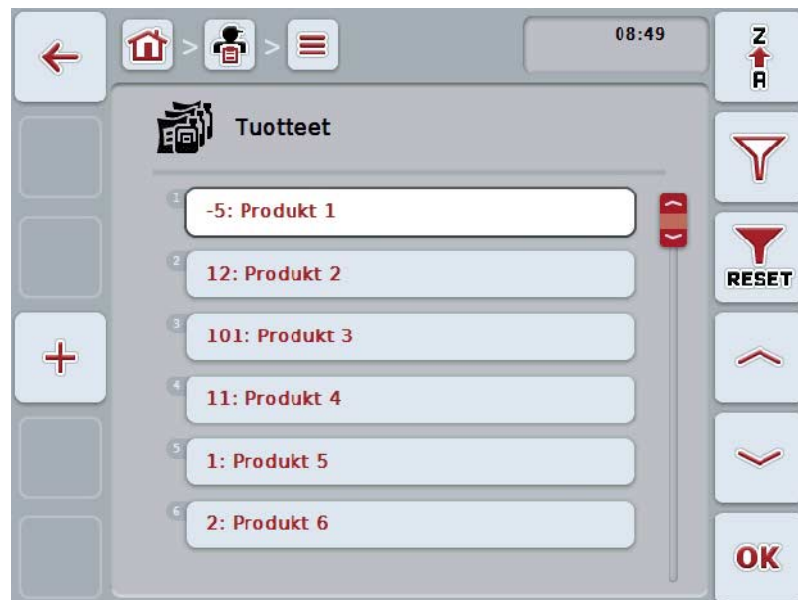 08:49
Z
A
Tuotteet
1
-5: Produkt 1
2
12: Produkt 2
RESET
3
101: Produkt 3
4
11: Produkt 4
5
1: Produkt 5
6
2: Produkt 6
OK